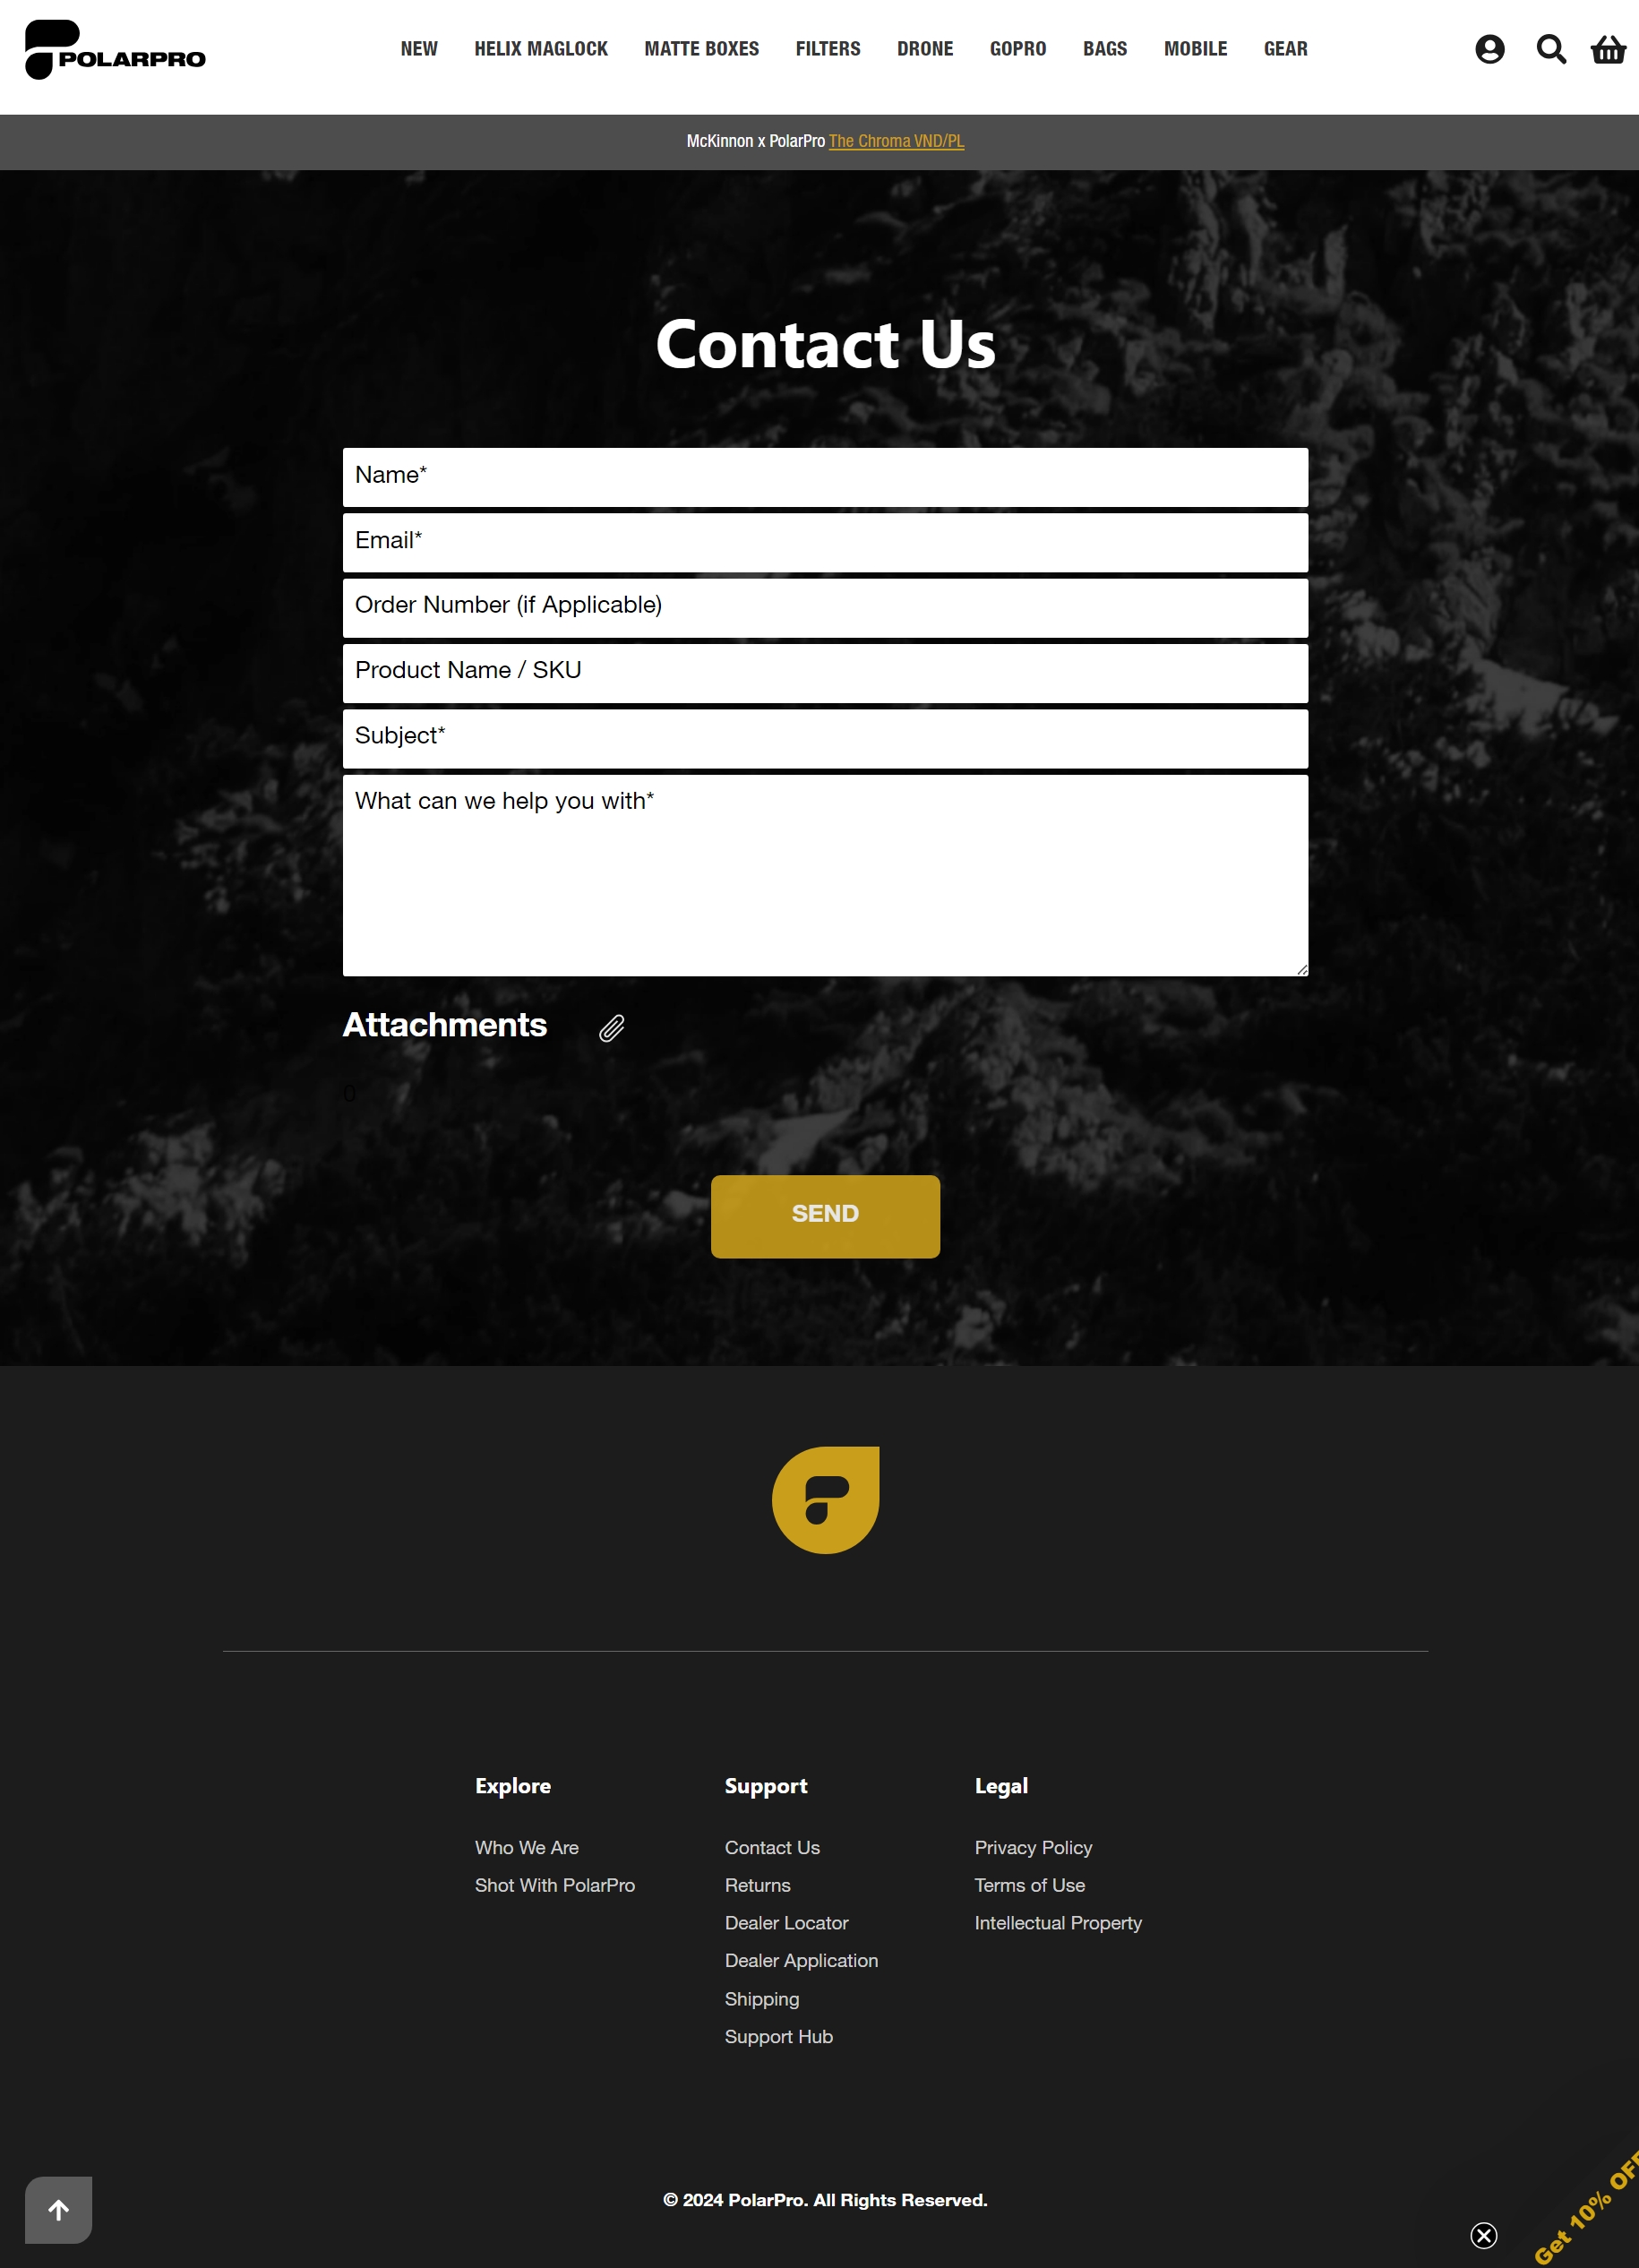 POLARPRO
NEW HELIX MAGLOCK MATTE BOXES FILTERS DRONE GOPRO BAGS MOBILE GEAR
McKinnon x PolarPro The Chroma VND/PL
Contact Us
Name*
Email*
Order Number (if Applicable)
Product Name / SKU
Subject*
What can we help you with*
Attachments
0
SEND
Explore
Who We Are
Shot With PolarPro
Support
Contact Us
Returns
Dealer Locator
Dealer Application
Shipping
Support Hub
Legal
Privacy Policy
Terms of Use
Intellectual Property
© 2024 PolarPro. All Rights Reserved.
Get 10% OFF